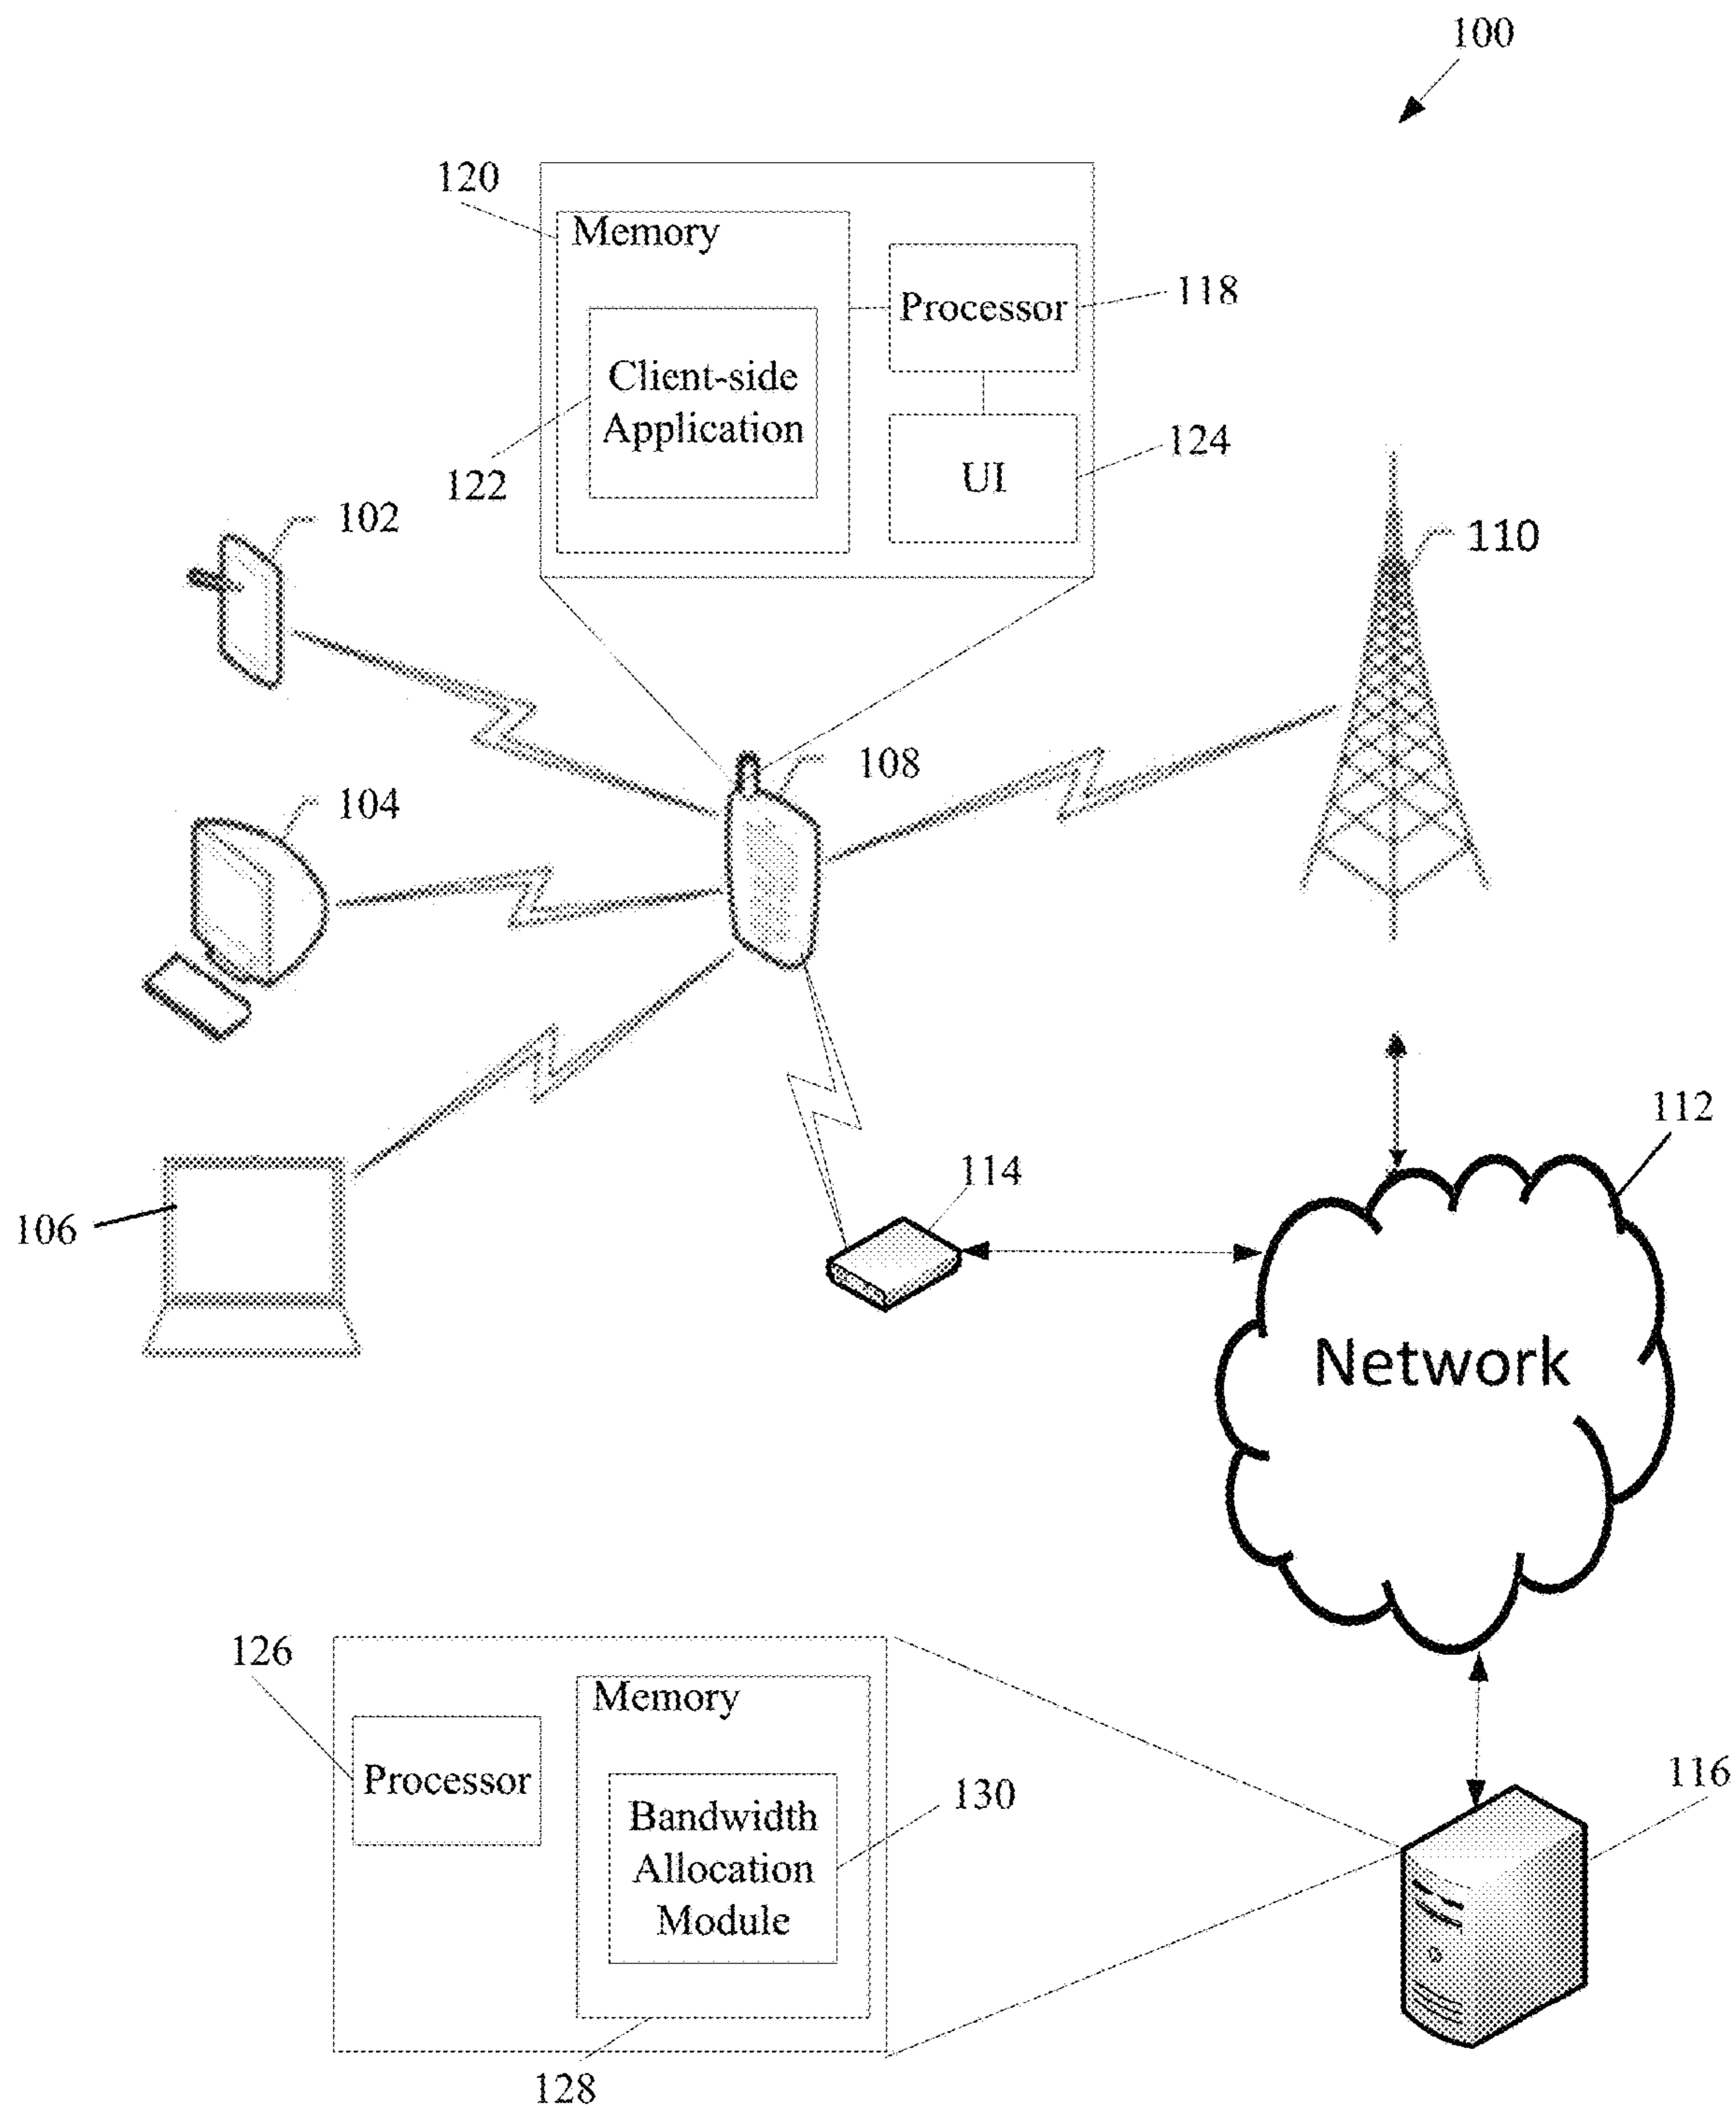 100
120
Memory
Processor
118
Client-side
Application
122
UI
124
102
110
108
104
112
114
106
Network
126
Memory
Processor
Bandwidth
Allocation
Module
130
116
128